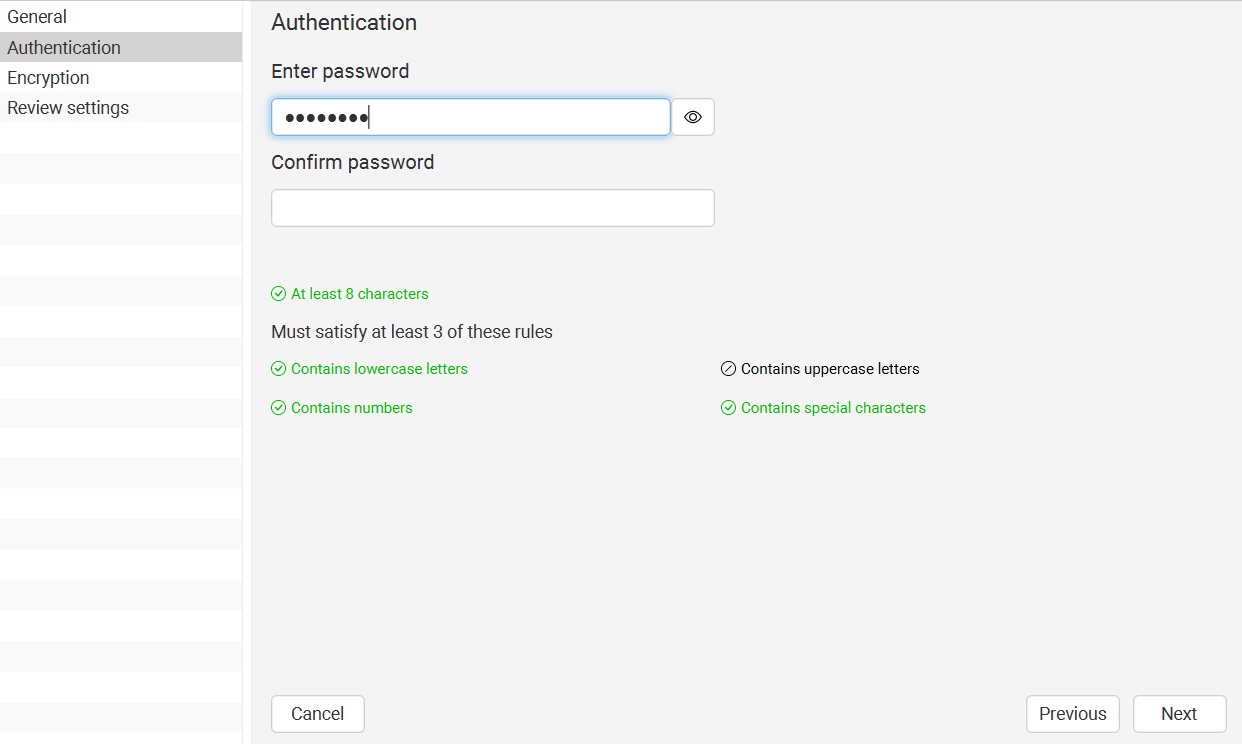 General
Authentication
Encryption
Review settings
Authentication
Enter password
••••••••
Confirm password
At least 8 characters
Must satisfy at least 3 of these rules
Contains lowercase letters
Contains uppercase letters
Contains numbers
Contains special characters
Cancel
Previous
Next